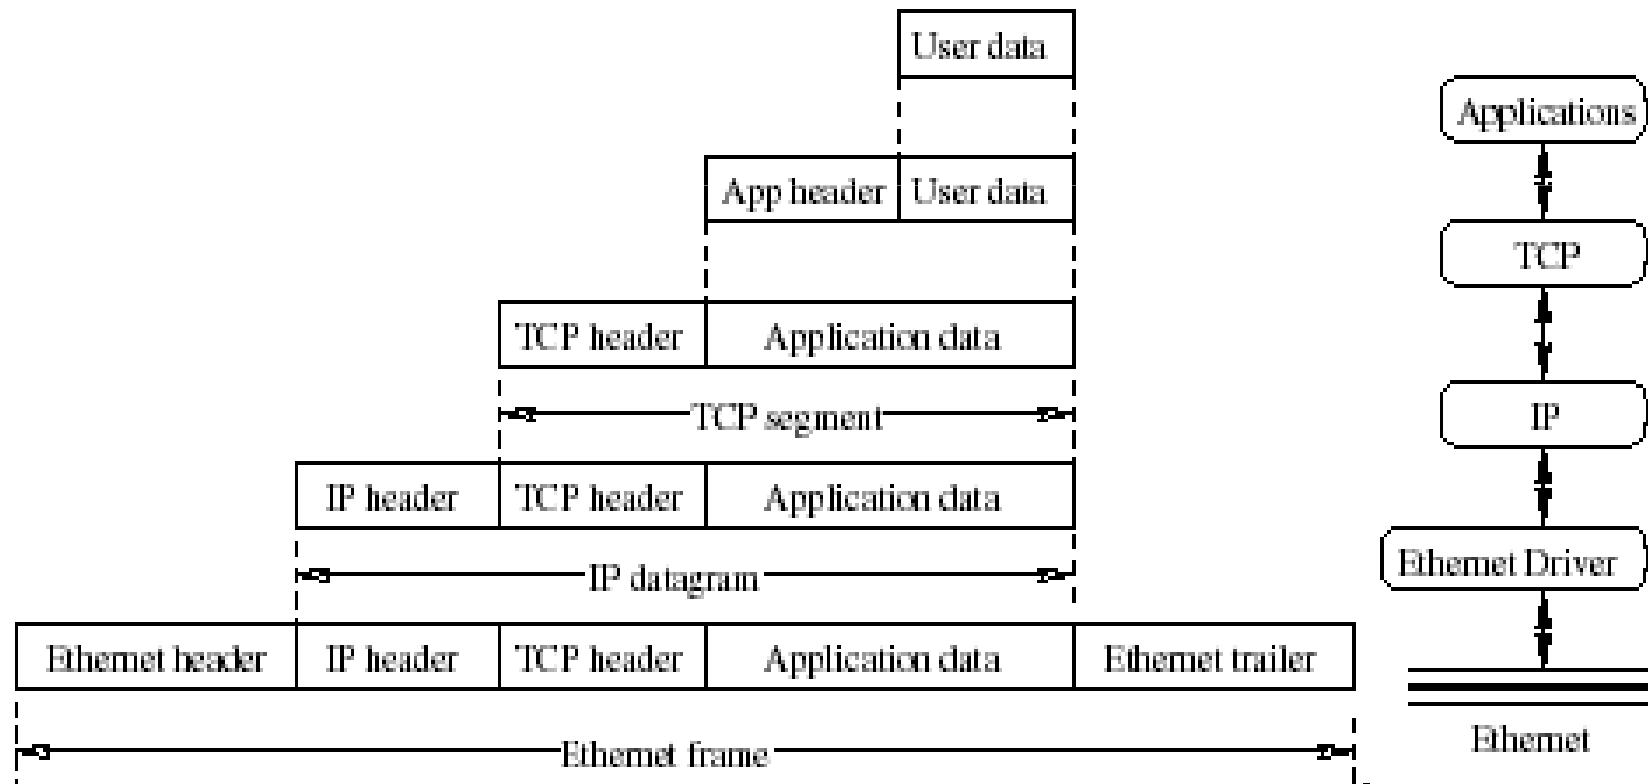 User data
Applications
App header User data
TCP
TCP header Application data
TCP segment
IP
IP header TCP header Application data
IP datagram
Ethernet Driver
Ethernet header IP header TCP header Application data Ethernet trailer
Ethernet frame
Ethernet